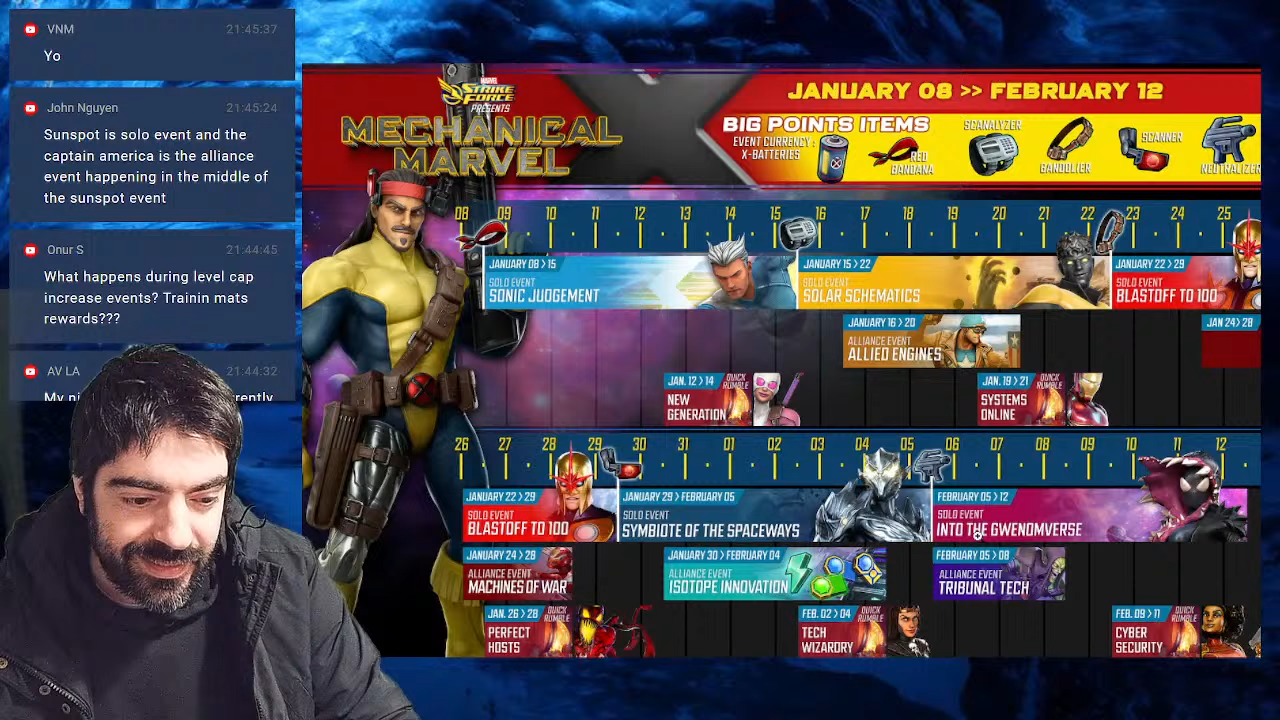 VNM 21:45:37
Yo
John Nguyen 21:45:24
Sunspot is solo event and the
captain america is the alliance
event happening in the middle of
the sunspot event
Onur S 21:44:45
What happens during level cap
increase events? Trainin mats
rewards???
AV LA 21:44:32
MARVEL
STRIKE
FORCE
PRESENTS
MECHANICAL
MARVEL
JANUARY 08 >> FEBRUARY 12
BIG POINTS ITEMS
EVENT CURRENCY:
X-BATTERIES
RED
BANDANA
SCANALYZER
BANDOLIER
SCANNER
NEUTRALIZER
08 09 10 11 12 13 14 15 16 17 18 19 20 21 22 23 24 25
JANUARY 08 > 15
SOLO EVENT
SONIC JUDGEMENT
JANUARY 15 > 22
SOLO EVENT
SOLAR SCHEMATICS
JANUARY 22 > 29
SOLO EVENT
BLASTOFF TO 100
JANUARY 16 > 20
ALLIANCE EVENT
ALLIED ENGINES
JAN 24 > 28
JAN. 12 > 14
QUICK
RUMBLE
NEW
GENERATION
JAN. 19 > 21
QUICK
RUMBLE
SYSTEMS
ONLINE
26 27 28 29 30 31 01 02 03 04 05 06 07 08 09 10 11 12
JANUARY 22 > 29
SOLO EVENT
BLASTOFF TO 100
JANUARY 29 > FEBRUARY 05
SOLO EVENT
SYMBIOTE OF THE SPACEWAYS
FEBRUARY 05 > 12
SOLO EVENT
INTO THE GWENOMVERSE
JANUARY 24 > 28
ALLIANCE EVENT
MACHINES OF WAR
JANUARY 30 > FEBRUARY 04
ALLIANCE EVENT
ISOTOPE INNOVATION
FEBRUARY 05 > 08
ALLIANCE EVENT
TRIBUNAL TECH
JAN. 26 > 28
QUICK
RUMBLE
PERFECT
HOSTS
FEB. 02 > 04
QUICK
RUMBLE
TECH
WIZARDRY
FEB. 09 > 11
QUICK
RUMBLE
CYBER
SECURITY